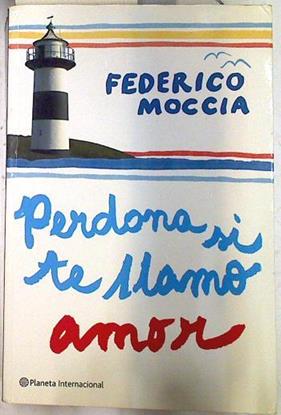 FEDERICO
MOCCIA
Perdona si
te llamo
amor
Planeta Internacional